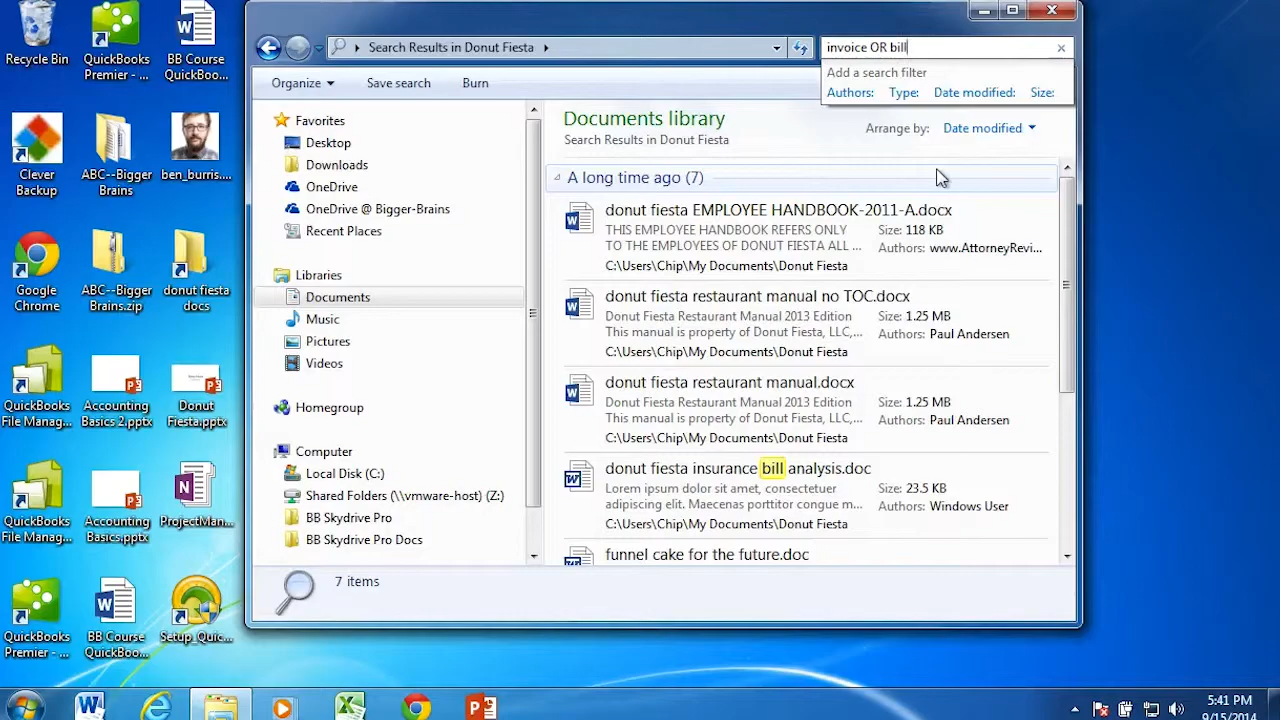 Recycle Bin
QuickBooks
Premier - ...
BB Course
QuickBoo...
Clever
Backup
ABC--Bigger
Brains
ben_burris....
Google
Chrome
ABC--Bigger
Brains.zip
donut fiesta
docs
QuickBooks
File Manag...
Accounting
Basics 2.pptx
Donut
Fiesta.pptx
QuickBooks
File Manag...
Accounting
Basics.pptx
ProjectMan...
QuickBooks
Premier - ...
BB Course
QuickBoo...
Setup_Quic...
Search Results in Donut Fiesta
invoice OR bill
Add a search filter
Authors: Type: Date modified: Size:
Organize Save search Burn
Favorites
Desktop
Downloads
OneDrive
OneDrive @ Bigger-Brains
Recent Places
Libraries
Documents
Music
Pictures
Videos
Homegroup
Computer
Local Disk (C:)
Shared Folders (\\vmware-host) (Z:)
BB Skydrive Pro
BB Skydrive Pro Docs
Documents library
Search Results in Donut Fiesta
Arrange by: Date modified
A long time ago (7)
donut fiesta EMPLOYEE HANDBOOK-2011-A.docx
THIS EMPLOYEE HANDBOOK REFERS ONLY
TO THE EMPLOYEES OF DONUT FIESTA ALL ...
Size: 118 KB
Authors: www.AttorneyRevi...
C:\Users\Chip\My Documents\Donut Fiesta
donut fiesta restaurant manual no TOC.docx
Donut Fiesta Restaurant Manual 2013 Edition
This manual is property of Donut Fiesta, LLC,...
Size: 1.25 MB
Authors: Paul Andersen
C:\Users\Chip\My Documents\Donut Fiesta
donut fiesta restaurant manual.docx
Donut Fiesta Restaurant Manual 2013 Edition
This manual is property of Donut Fiesta, LLC,...
Size: 1.25 MB
Authors: Paul Andersen
C:\Users\Chip\My Documents\Donut Fiesta
donut fiesta insurance bill analysis.doc
Lorem ipsum dolor sit amet, consectetuer
adipiscing elit. Maecenas porttitor congue m...
Size: 23.5 KB
Authors: Windows User
C:\Users\Chip\My Documents\Donut Fiesta
funnel cake for the future.doc
7 items
5:41 PM
9/15/2014